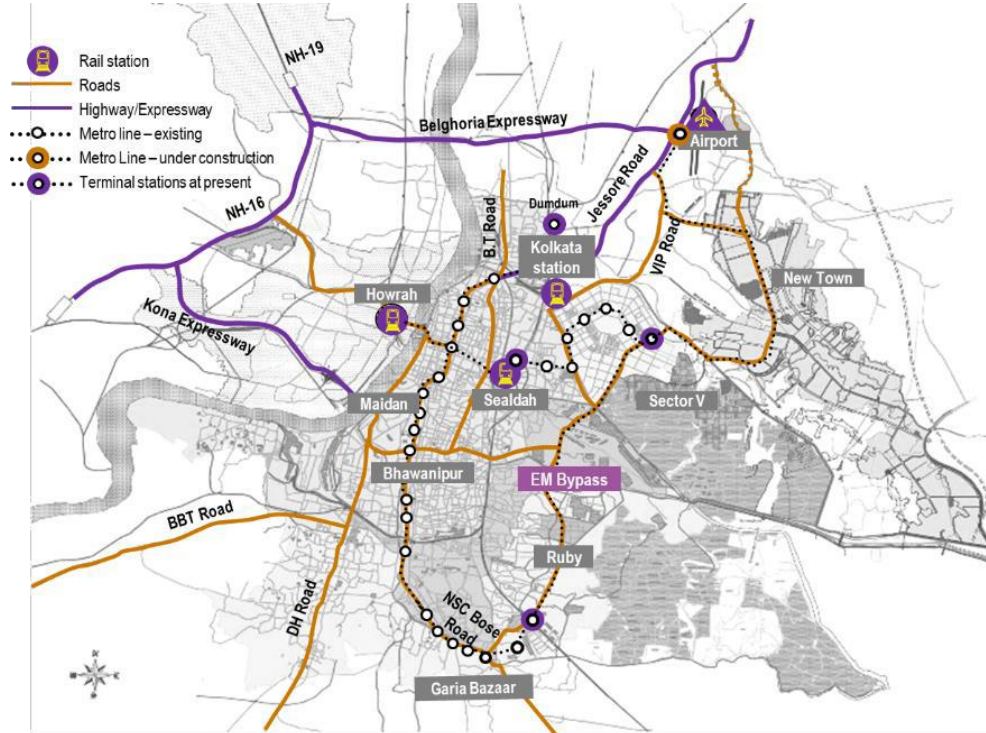 NH-19
Rail station
Roads
Highway/Expressway
Metro line – existing
Metro Line – under construction
Terminal stations at present
Belghoria Expressway
Airport
Jessore Road
Dumdum
B.T Road
Kolkata
station
VIP Road
NH-16
New Town
Howrah
Kona Expressway
Maidan
Sealdah
Sector V
Bhawanipur
EM Bypass
BBT Road
Ruby
DH Road
NSC Bose
Road
Garia Bazaar